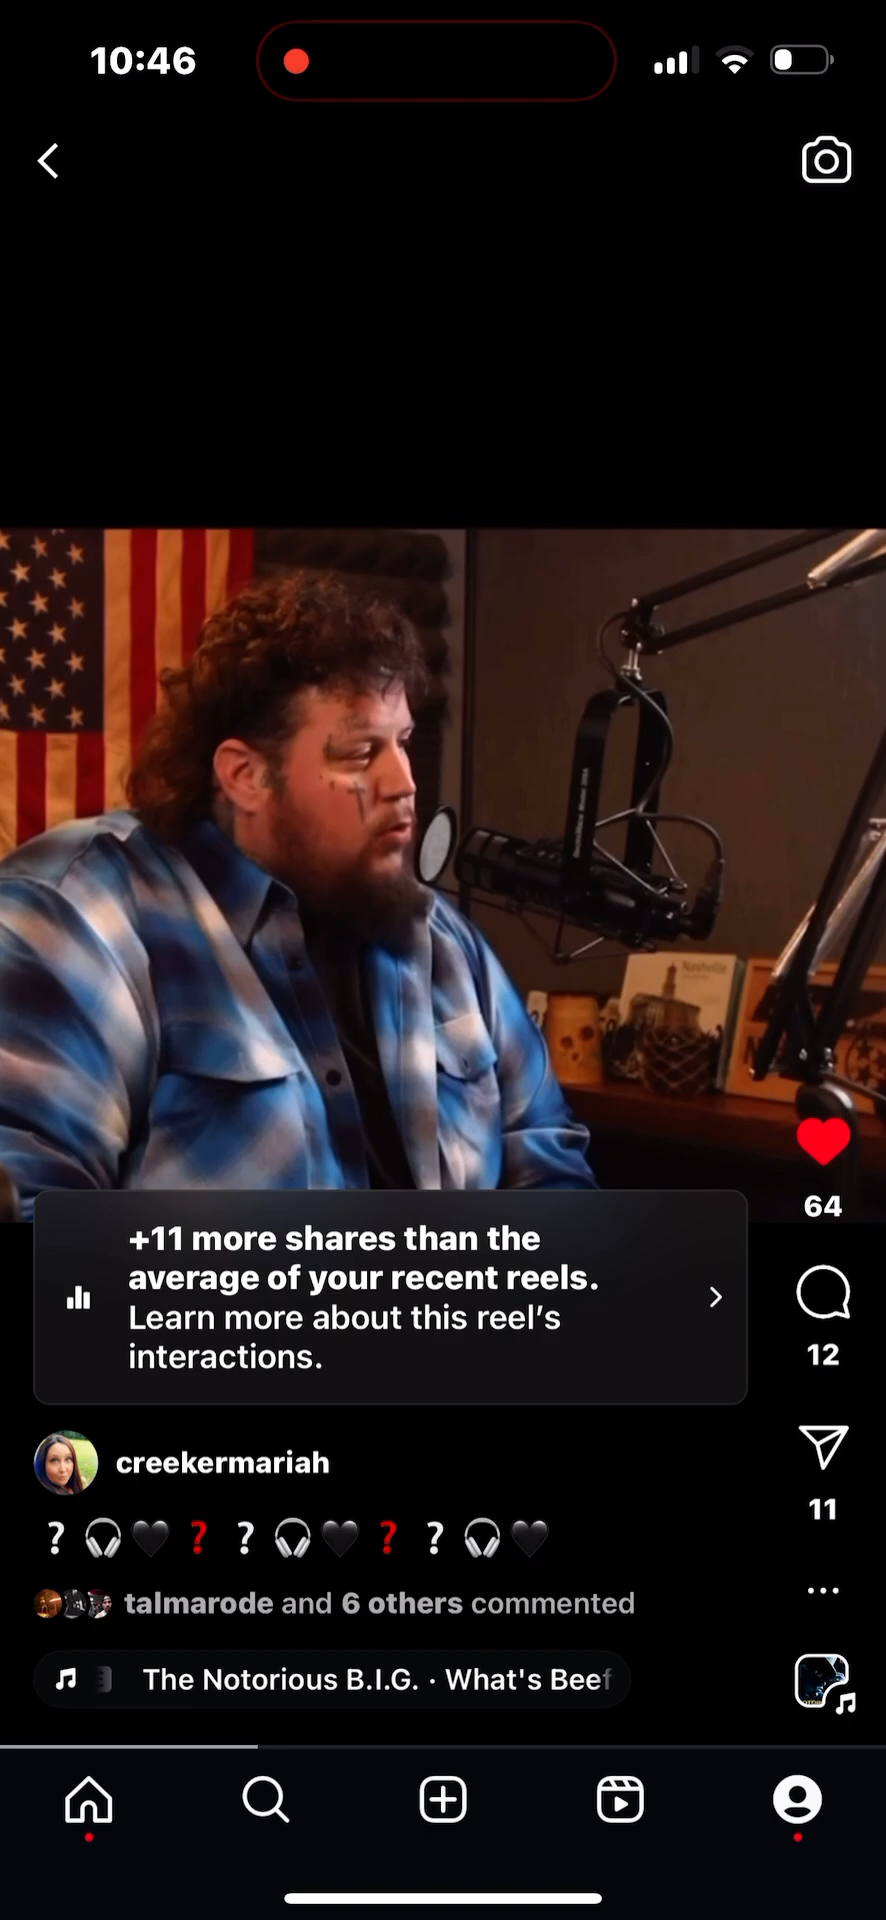 10:46
Nashville
64
+11 more shares than the
average of your recent reels.
Learn more about this reel’s
interactions.
12
creekermariah
11
❔🎧🖤❓❔🎧🖤❓❔🎧🖤
talmarode and 6 others commented
The Notorious B.I.G. · What's Beef